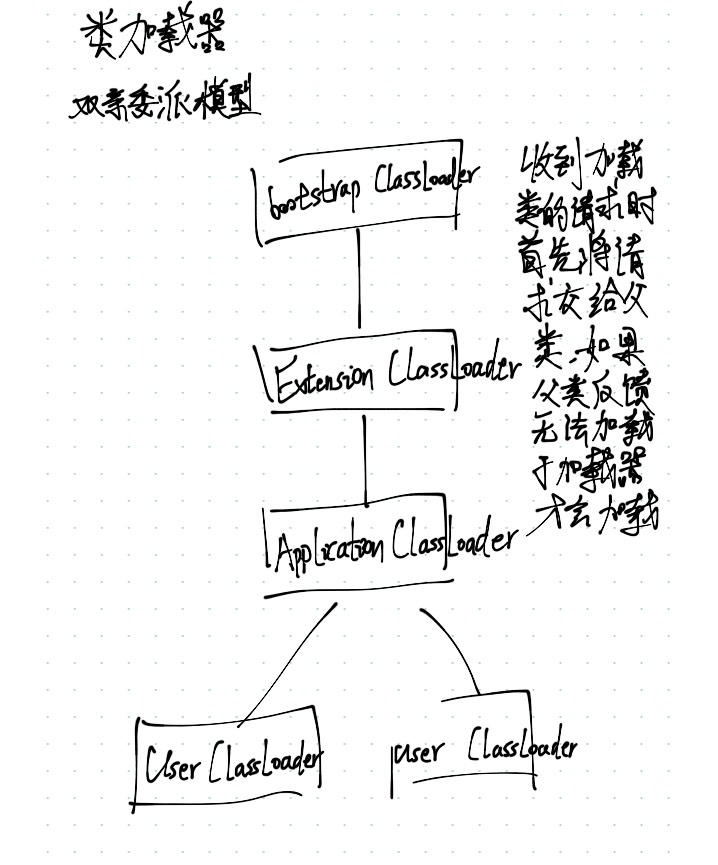 类加载器
双亲委派模型
bootstrap ClassLoader
Extension ClassLoader
Application ClassLoader
User ClassLoader
user ClassLoader
收到加载
类的请求时
首先将请
求交给父
类,如果
父类反馈
无法加载
子加载器
才会加载